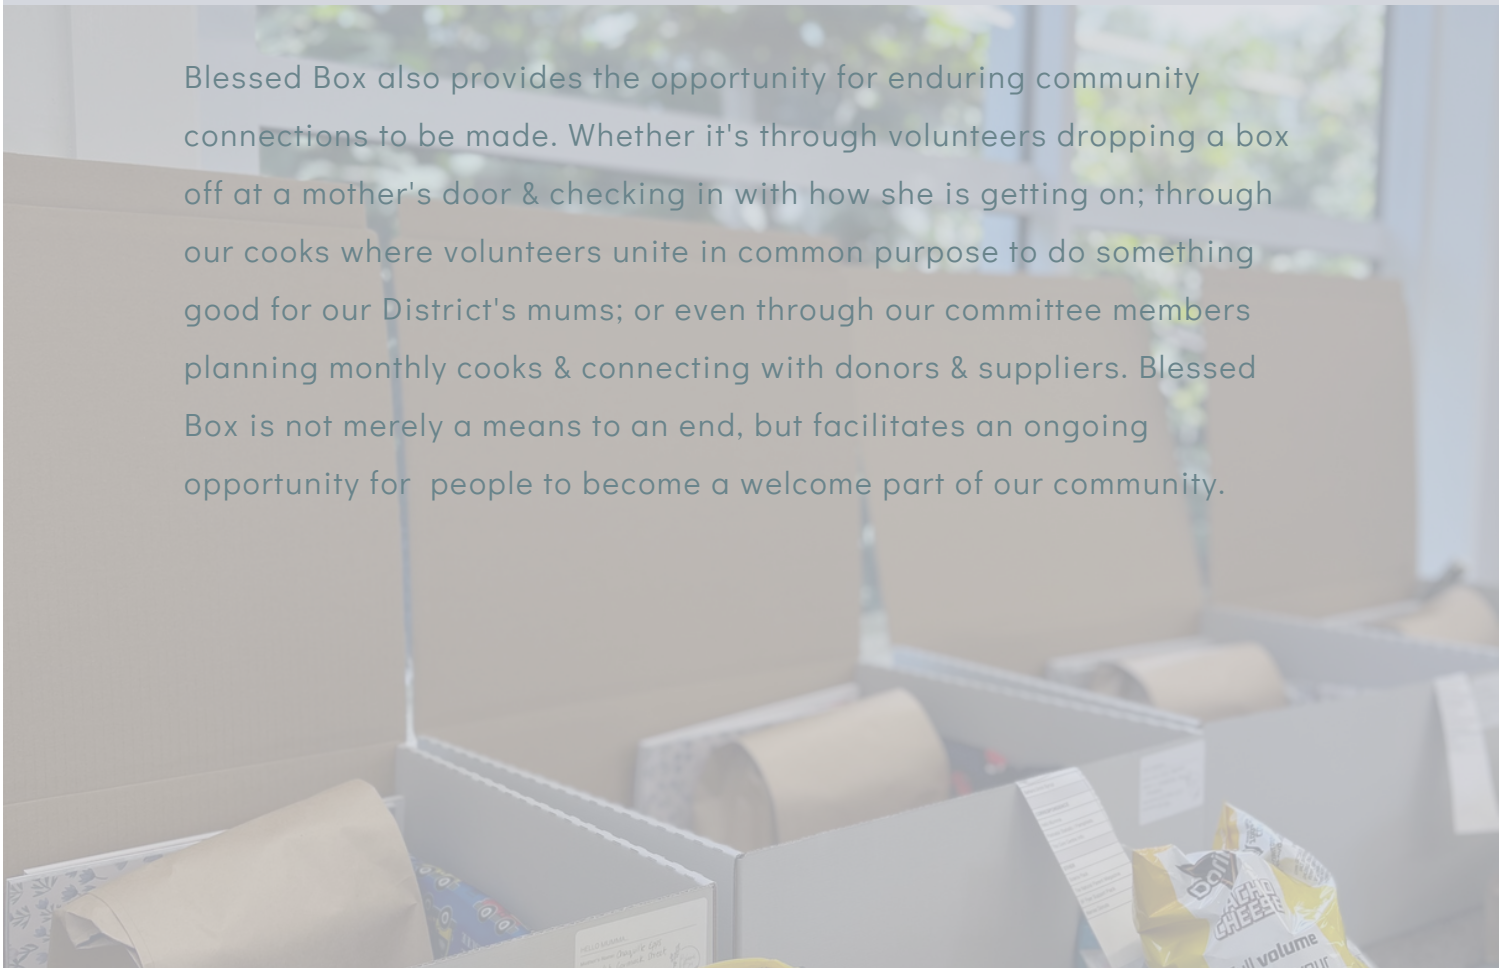 Blessed Box also provides the opportunity for enduring community
connections to be made. Whether it's through volunteers dropping a box
off at a mother's door & checking in with how she is getting on; through
our cooks where volunteers unite in common purpose to do something
good for our District's mums; or even through our committee members
planning monthly cooks & connecting with donors & suppliers. Blessed
Box is not merely a means to an end, but facilitates an ongoing
opportunity for people to become a welcome part of our community.
CHEESE
volume